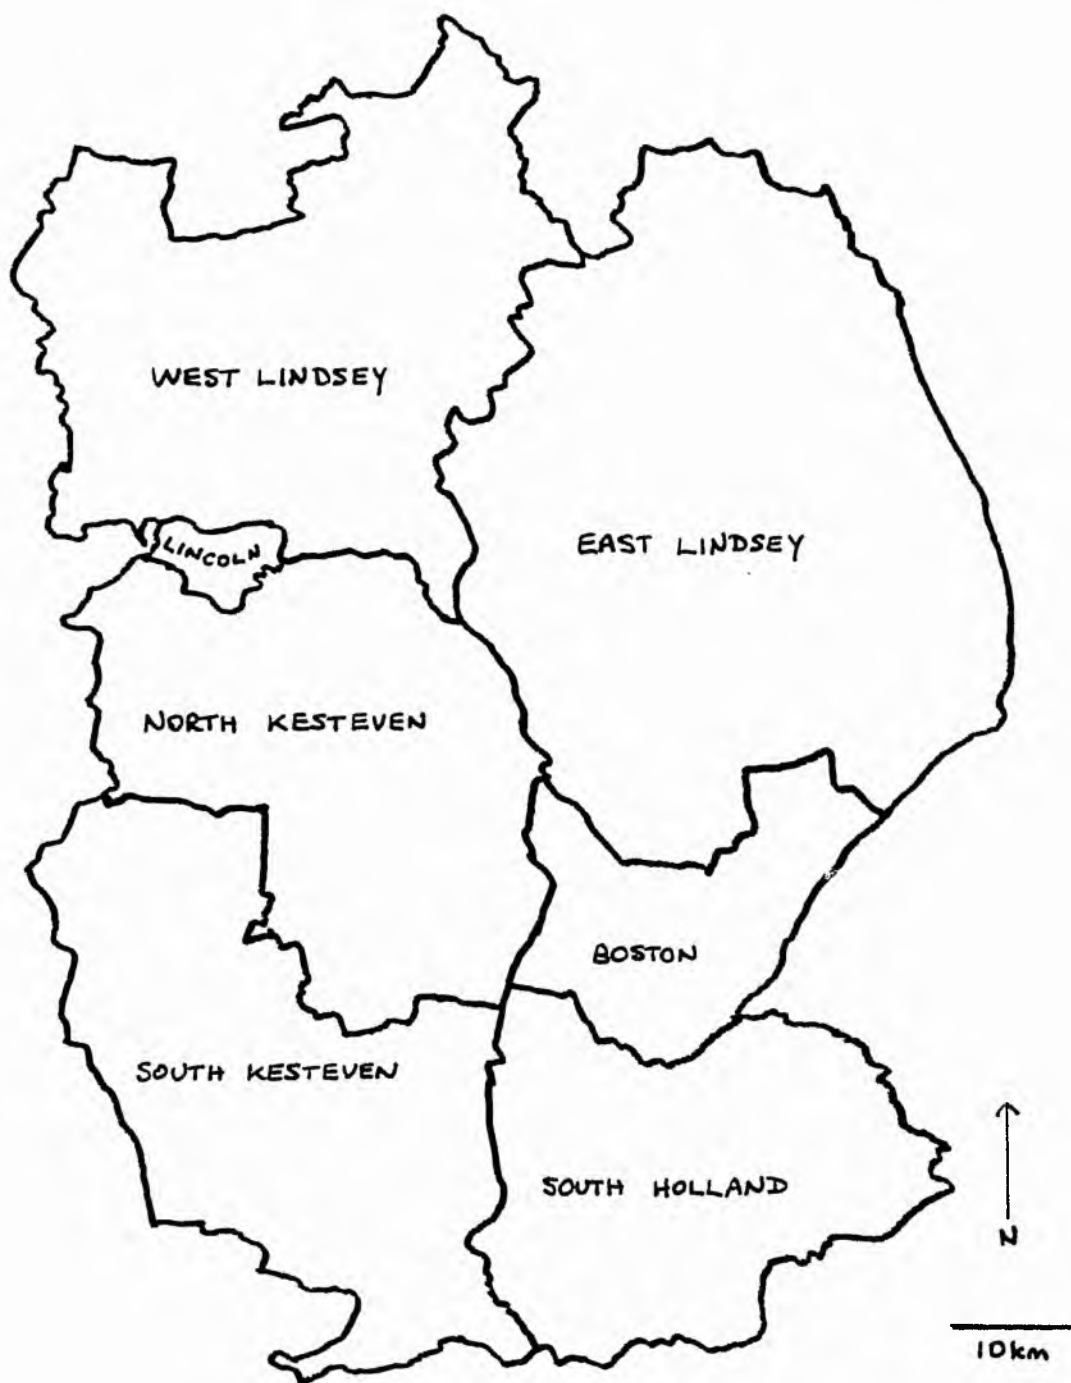 WEST LINDSEY
LINCOLN
EAST LINDSEY
NORTH KESTEVEN
BOSTON
SOUTH KESTEVEN
SOUTH HOLLAND
N
10km